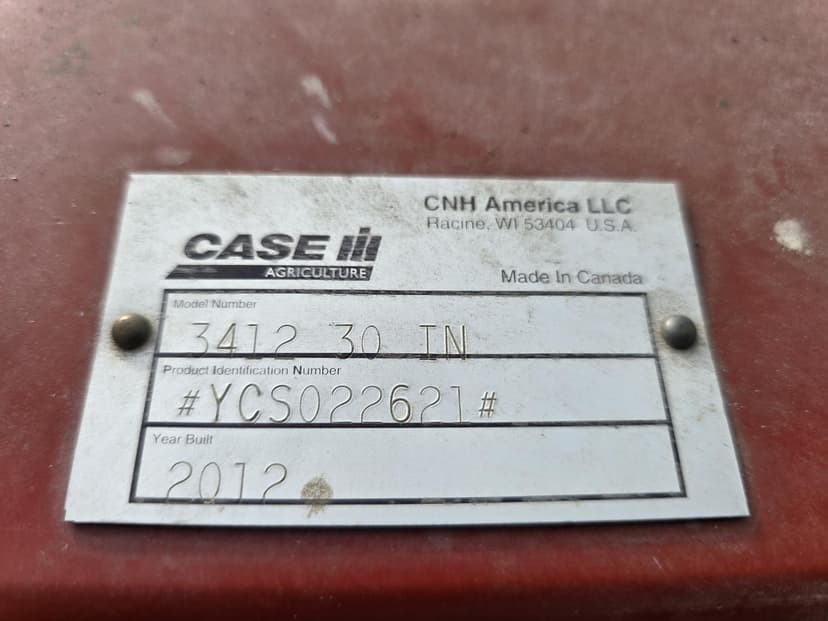 CNH America LLC
Racine, WI 53404 U.S.A.
CASE IH
AGRICULTURE
Made In Canada
Model Number
3412 30 IN
Product Identification Number
#YCS022621#
Year Built
2012